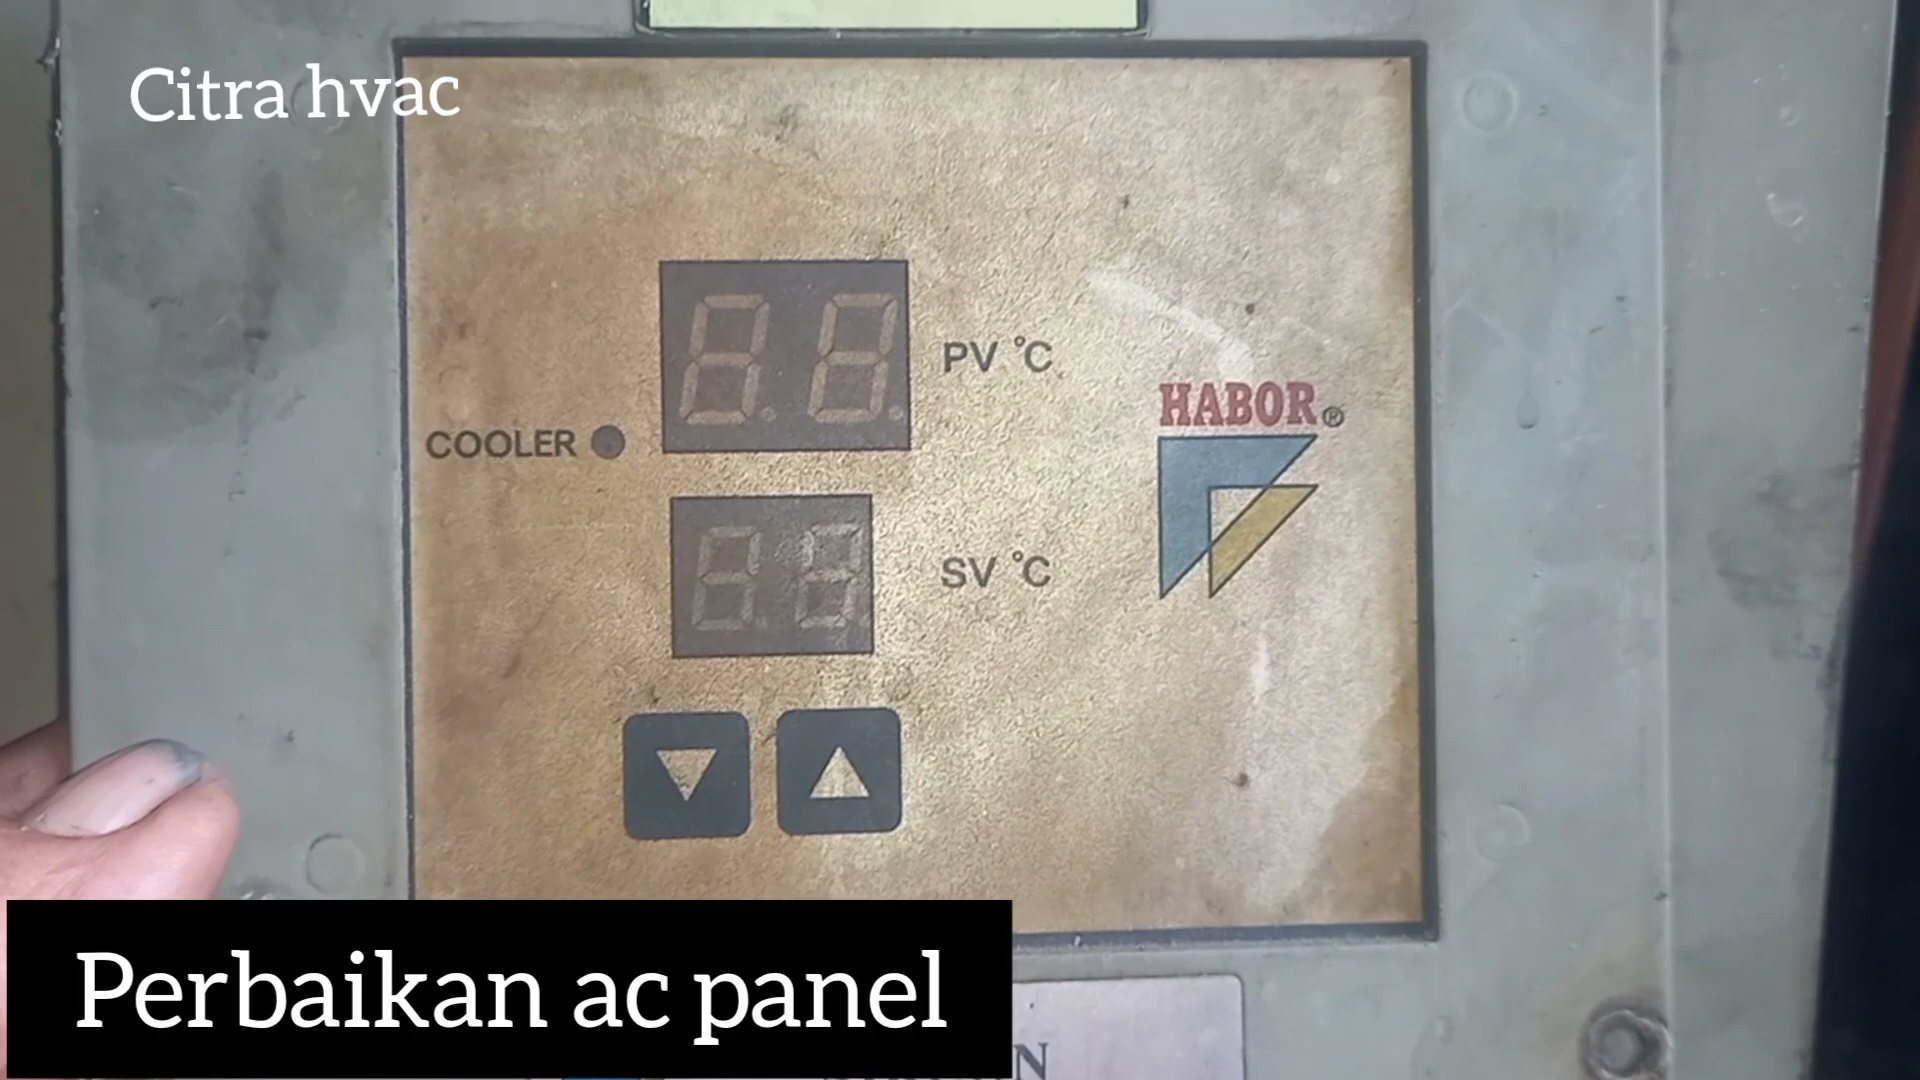 Citra hvac
PV °C
HABOR®
COOLER
SV °C
Perbaikan ac panel